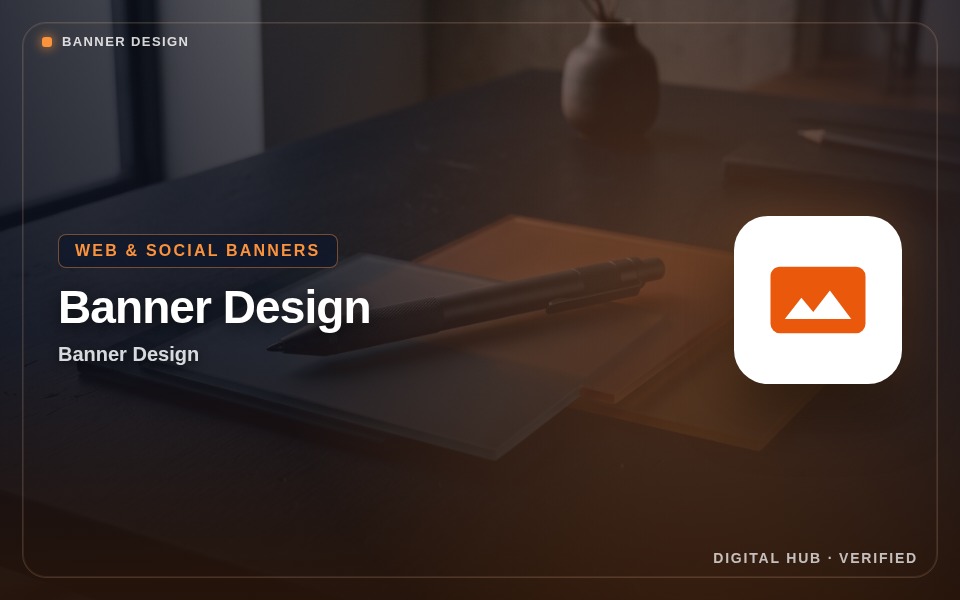 BANNER DESIGN
WEB & SOCIAL BANNERS
Banner Design
Banner Design
DIGITAL HUB · VERIFIED